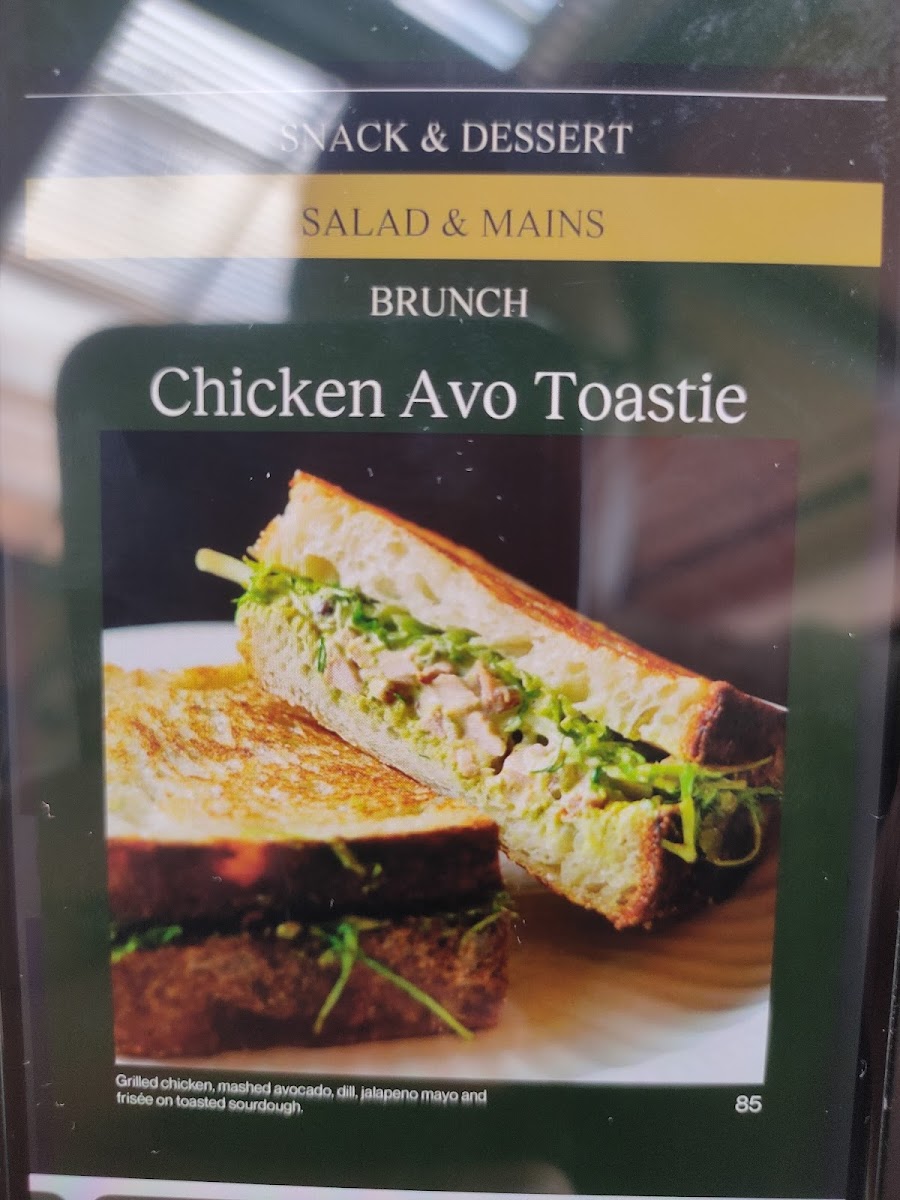 SNACK & DESSERT
SALAD & MAINS
BRUNCH
Chicken Avo Toastie
Grilled chicken, mashed avocado, dill, jalapeno mayo and
frisée on toasted sourdough.
85